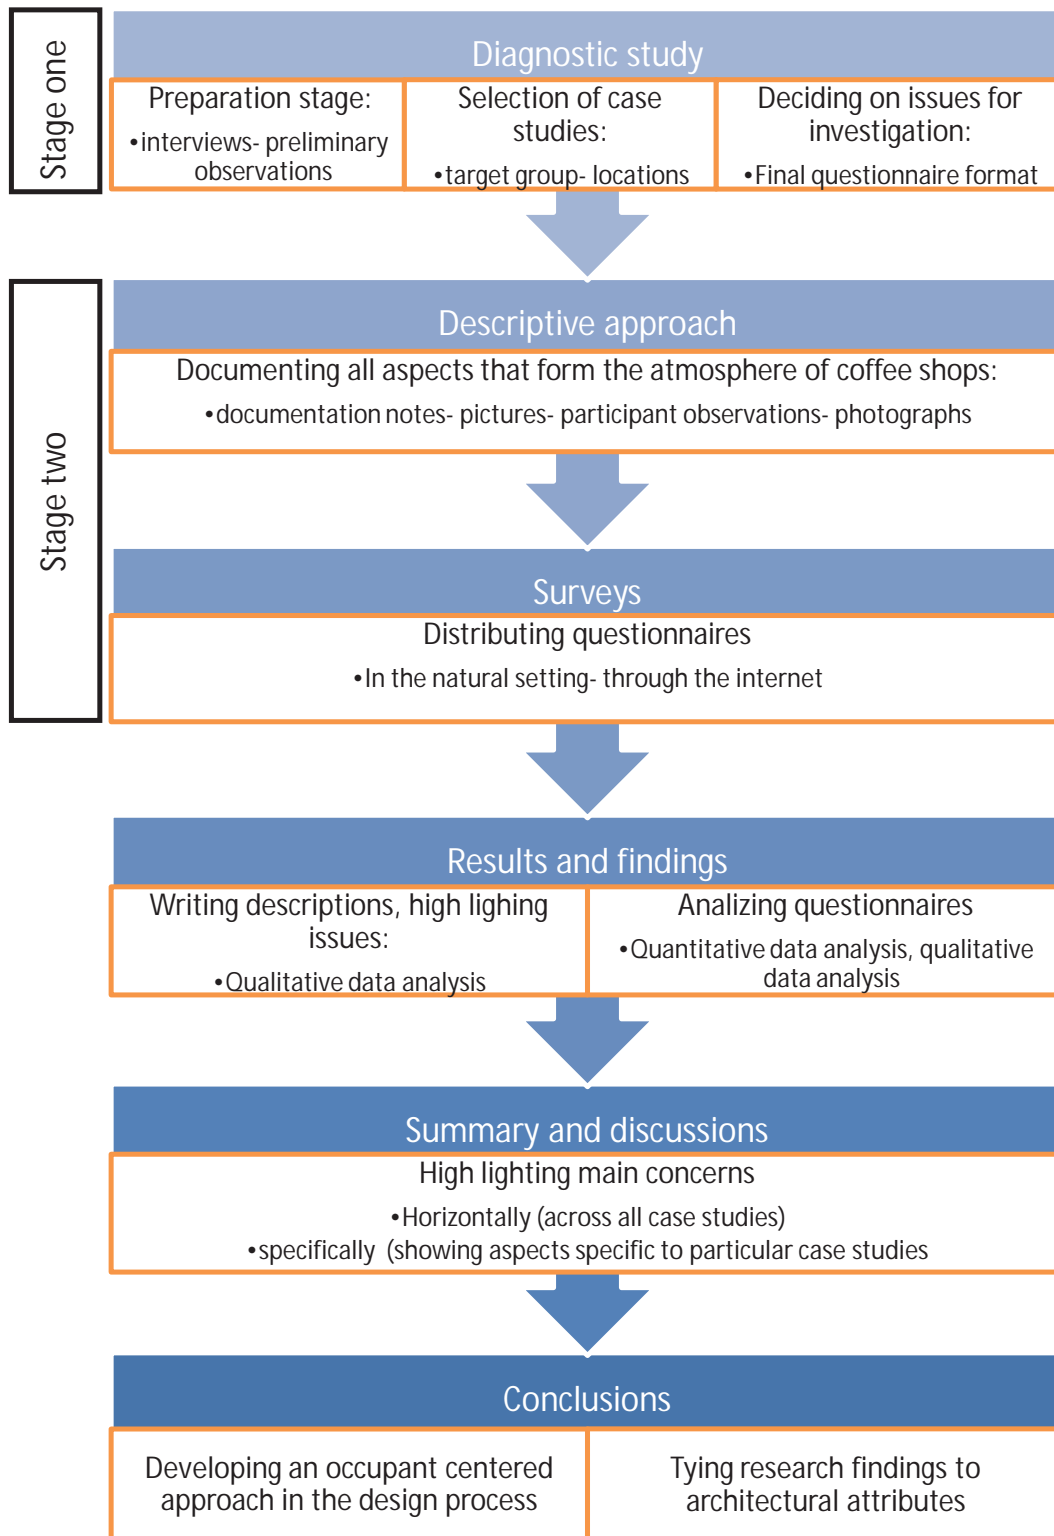 Stage one
Diagnostic study
Preparation stage:
•interviews- preliminary
observations
Selection of case
studies:
•target group- locations
Deciding on issues for
investigation:
•Final questionnaire format
Stage two
Descriptive approach
Documenting all aspects that form the atmosphere of coffee shops:
•documentation notes- pictures- participant observations- photographs
Surveys
Distributing questionnaires
•In the natural setting- through the internet
Results and findings
Writing descriptions, high lighing
issues:
•Qualitative data analysis
Analizing questionnaires
•Quantitative data analysis, qualitative
data analysis
Summary and discussions
High lighting main concerns
•Horizontally (across all case studies)
•specifically (showing aspects specific to particular case studies
Conclusions
Developing an occupant centered
approach in the design process
Tying research findings to
architectural attributes